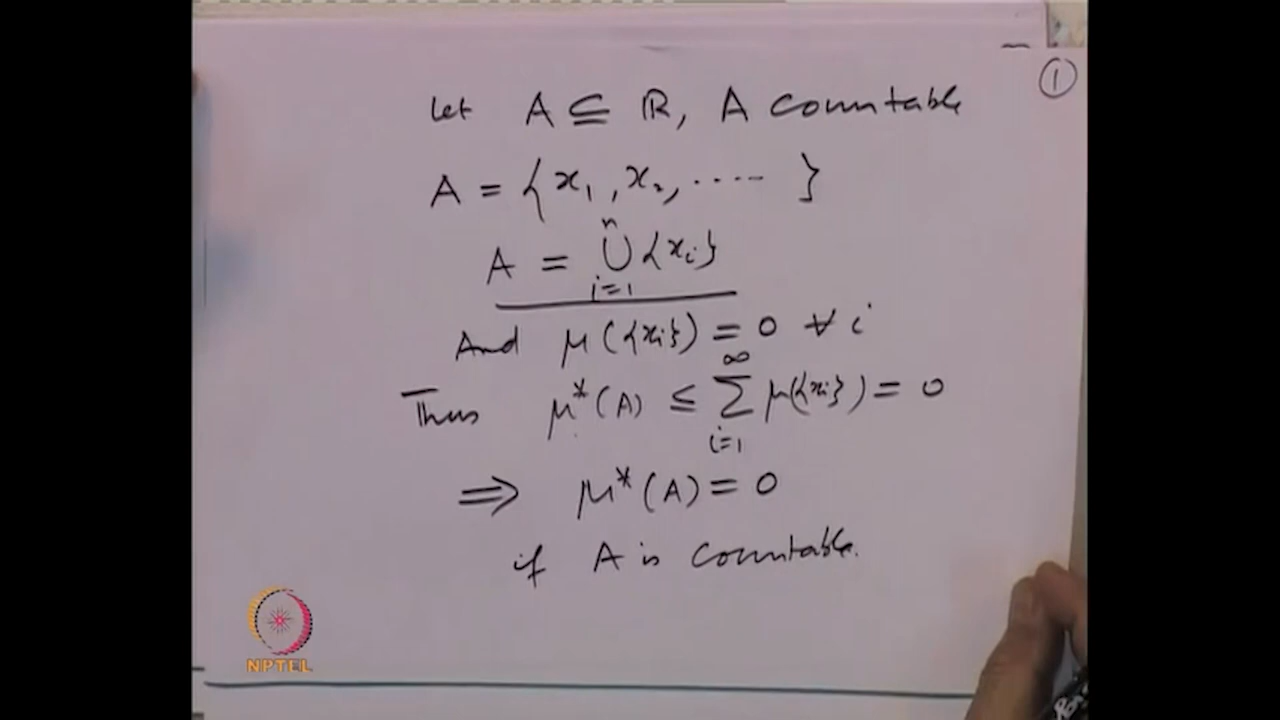 ①
Let A ⊆ ℝ, A countable
A = {x₁, x₂, ..... }
A = ⋃ⁿᵢ₌₁ {xᵢ}
And μ({xᵢ}) = 0 ∀ i
Thus μ*(A) ≤ ∑^∞ᵢ₌₁ μ({xᵢ}) = 0
⟹ μ*(A) = 0
if A is countable.
NPTEL